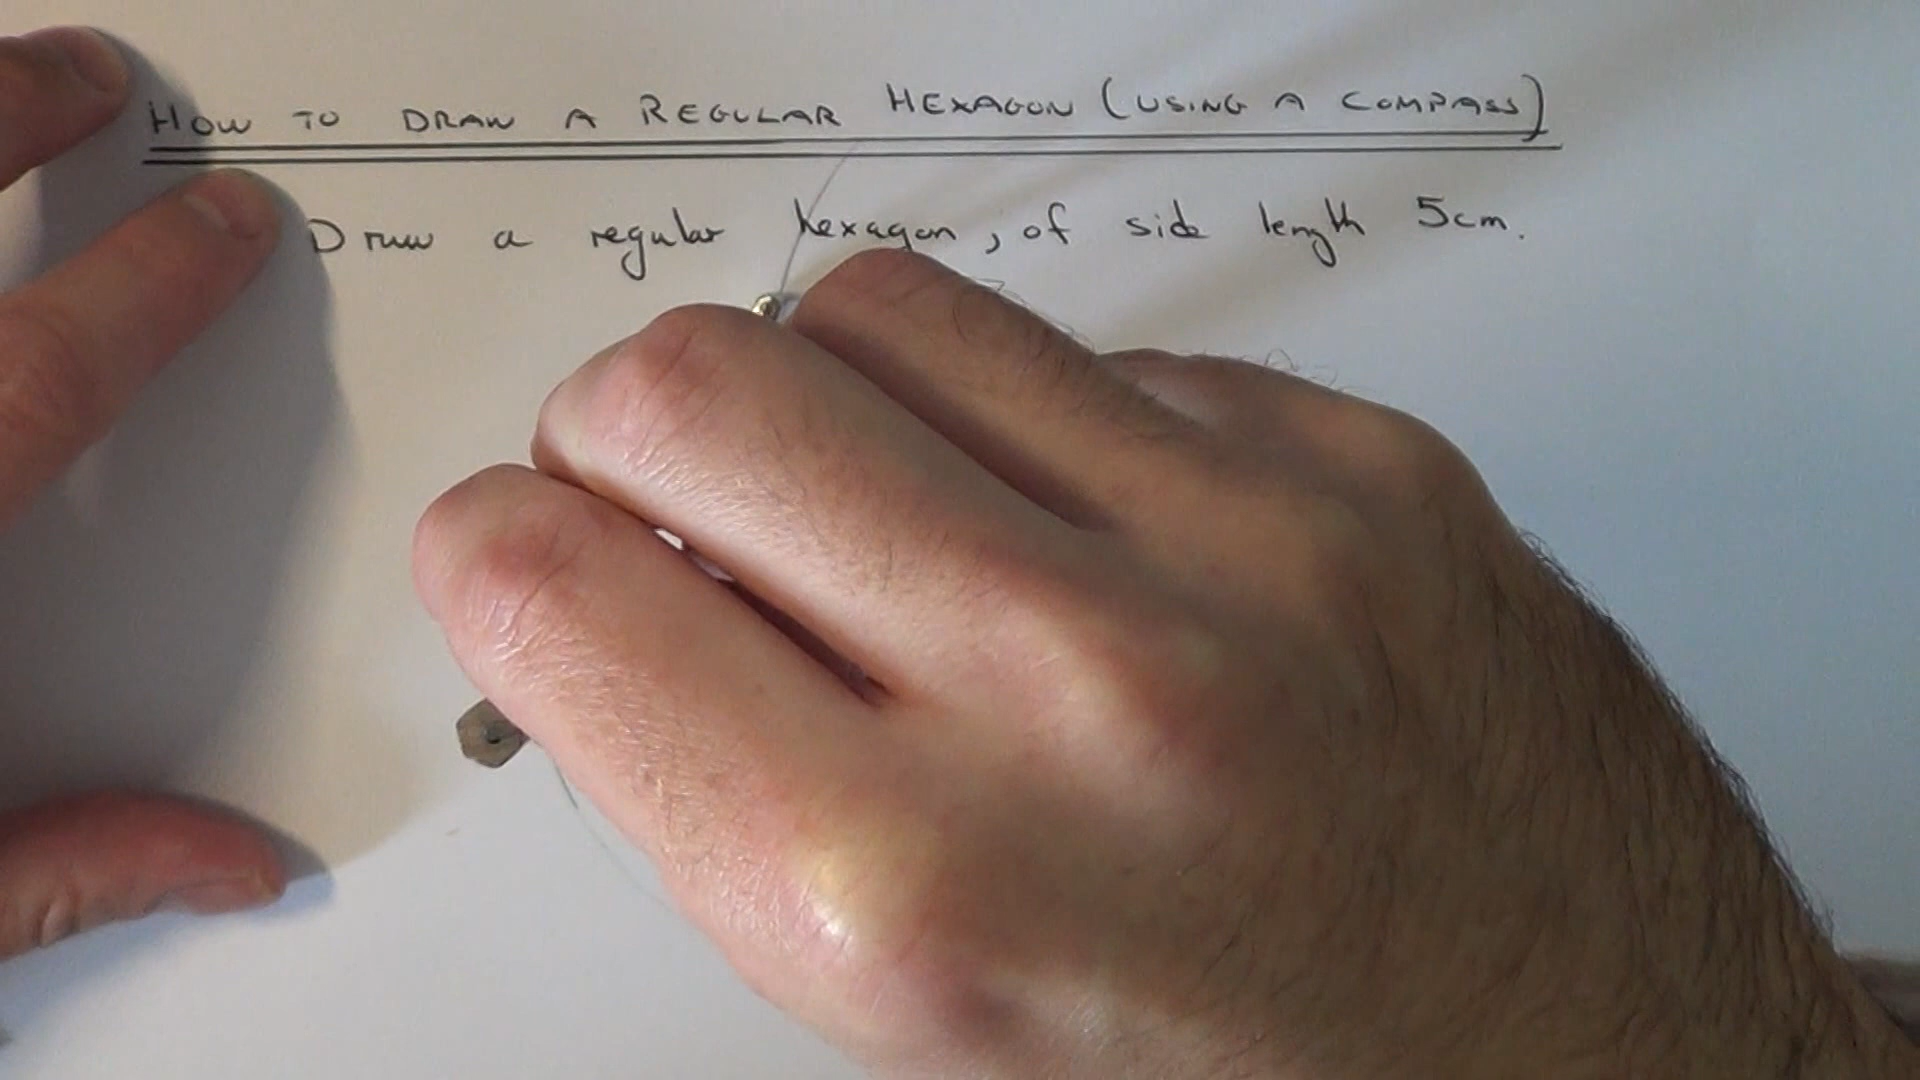 HOW TO DRAW A REGULAR HEXAGON (USING A COMPASS)
Draw a regular hexagon, of side length 5cm.